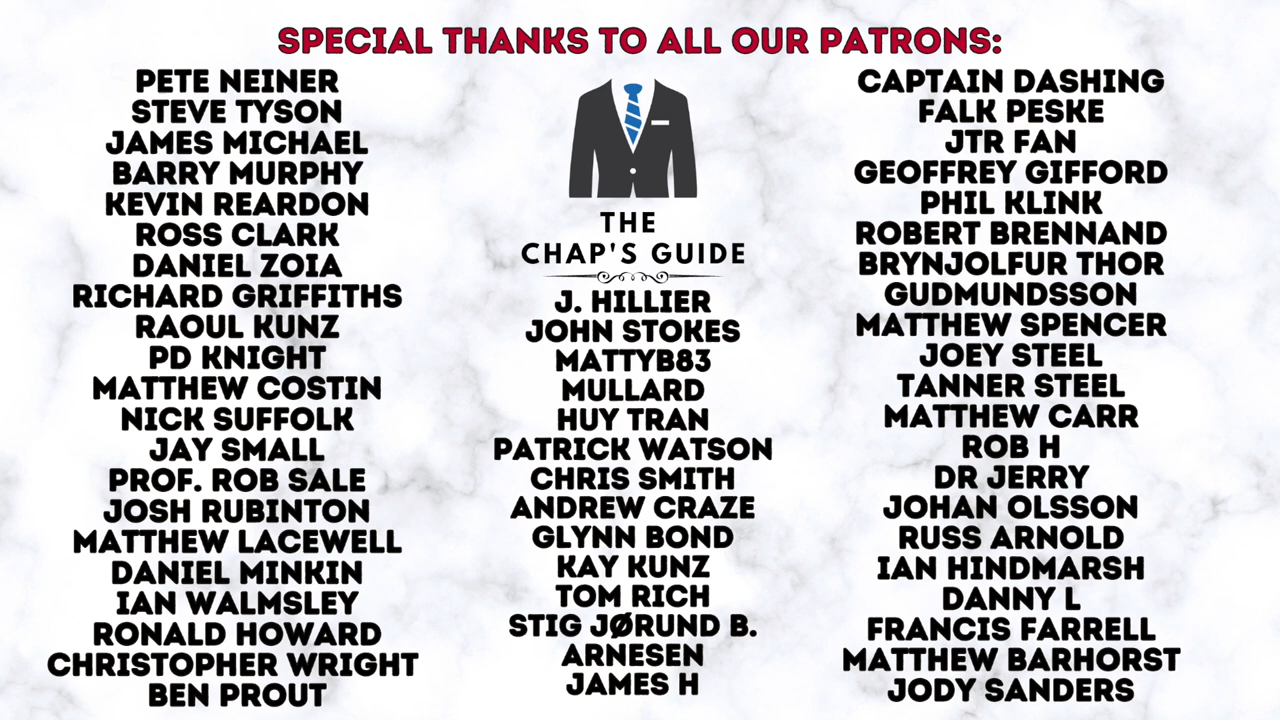 SPECIAL THANKS TO ALL OUR PATRONS:
PETE NEINER
STEVE TYSON
JAMES MICHAEL
BARRY MURPHY
KEVIN REARDON
ROSS CLARK
DANIEL ZOIA
RICHARD GRIFFITHS
RAOUL KUNZ
PD KNIGHT
MATTHEW COSTIN
NICK SUFFOLK
JAY SMALL
PROF. ROB SALE
JOSH RUBINTON
MATTHEW LACEWELL
DANIEL MINKIN
IAN WALMSLEY
RONALD HOWARD
CHRISTOPHER WRIGHT
BEN PROUT
THE
CHAP'S GUIDE
J. HILLIER
JOHN STOKES
MATTYB83
MULLARD
HUY TRAN
PATRICK WATSON
CHRIS SMITH
ANDREW CRAZE
GLYNN BOND
KAY KUNZ
TOM RICH
STIG JØRUND B.
ARNESEN
JAMES H
CAPTAIN DASHING
FALK PESKE
JTR FAN
GEOFFREY GIFFORD
PHIL KLINK
ROBERT BRENNAND
BRYNJOLFUR THOR
GUDMUNDSSON
MATTHEW SPENCER
JOEY STEEL
TANNER STEEL
MATTHEW CARR
ROB H
DR JERRY
JOHAN OLSSON
RUSS ARNOLD
IAN HINDMARSH
DANNY L
FRANCIS FARRELL
MATTHEW BARHORST
JODY SANDERS